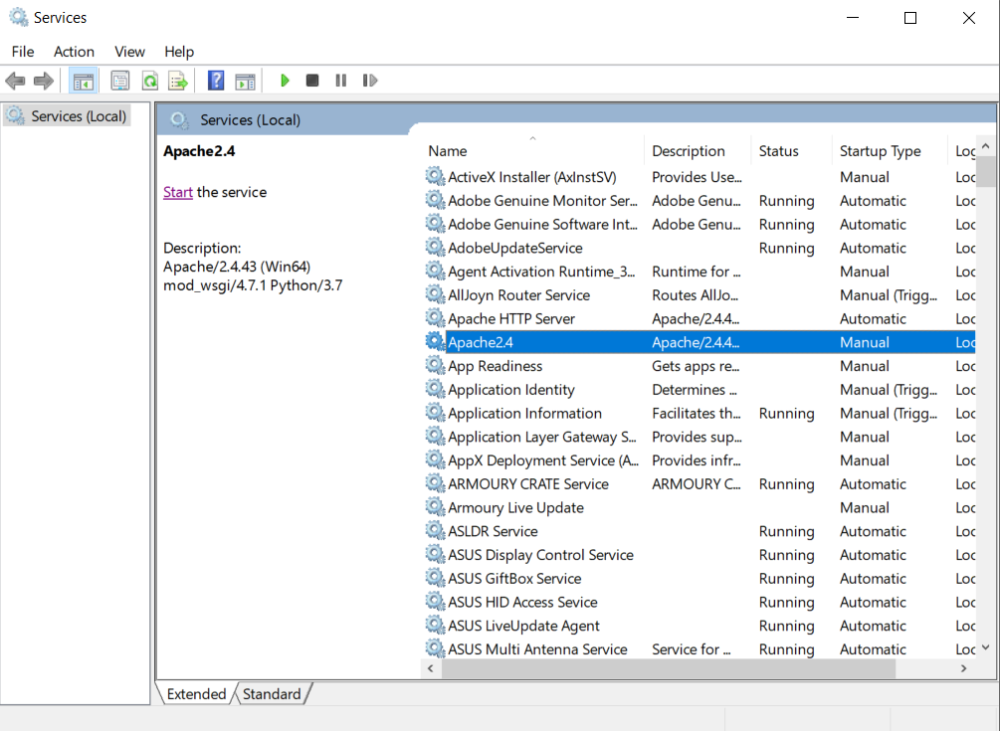 Services
File Action View Help
Services (Local)
Services (Local)
Apache2.4
Start the service
Description:
Apache/2.4.43 (Win64)
mod_wsgi/4.7.1 Python/3.7
Name Description Status Startup Type Log
ActiveX Installer (AxInstSV) Provides Use... Manual Loc
Adobe Genuine Monitor Ser... Adobe Genu... Running Automatic Loc
Adobe Genuine Software Int... Adobe Genu... Running Automatic Loc
AdobeUpdateService Running Automatic Loc
Agent Activation Runtime_3... Runtime for ... Manual Loc
AllJoyn Router Service Routes AllJo... Manual (Trigg... Loc
Apache HTTP Server Apache/2.4.4... Automatic Loc
Apache2.4 Apache/2.4.4... Manual Loc
App Readiness Gets apps re... Manual Loc
Application Identity Determines ... Manual (Trigg... Loc
Application Information Facilitates th... Running Manual (Trigg... Loc
Application Layer Gateway S... Provides sup... Manual Loc
AppX Deployment Service (A... Provides infr... Manual Loc
ARMOURY CRATE Service ARMOURY C... Running Automatic Loc
Armoury Live Update Manual Loc
ASLDR Service Running Automatic Loc
ASUS Display Control Service Running Automatic Loc
ASUS GiftBox Service Running Automatic Loc
ASUS HID Access Sevice Running Automatic Loc
ASUS LiveUpdate Agent Running Automatic Loc
ASUS Multi Antenna Service Service for ... Running Automatic Loc
Extended Standard